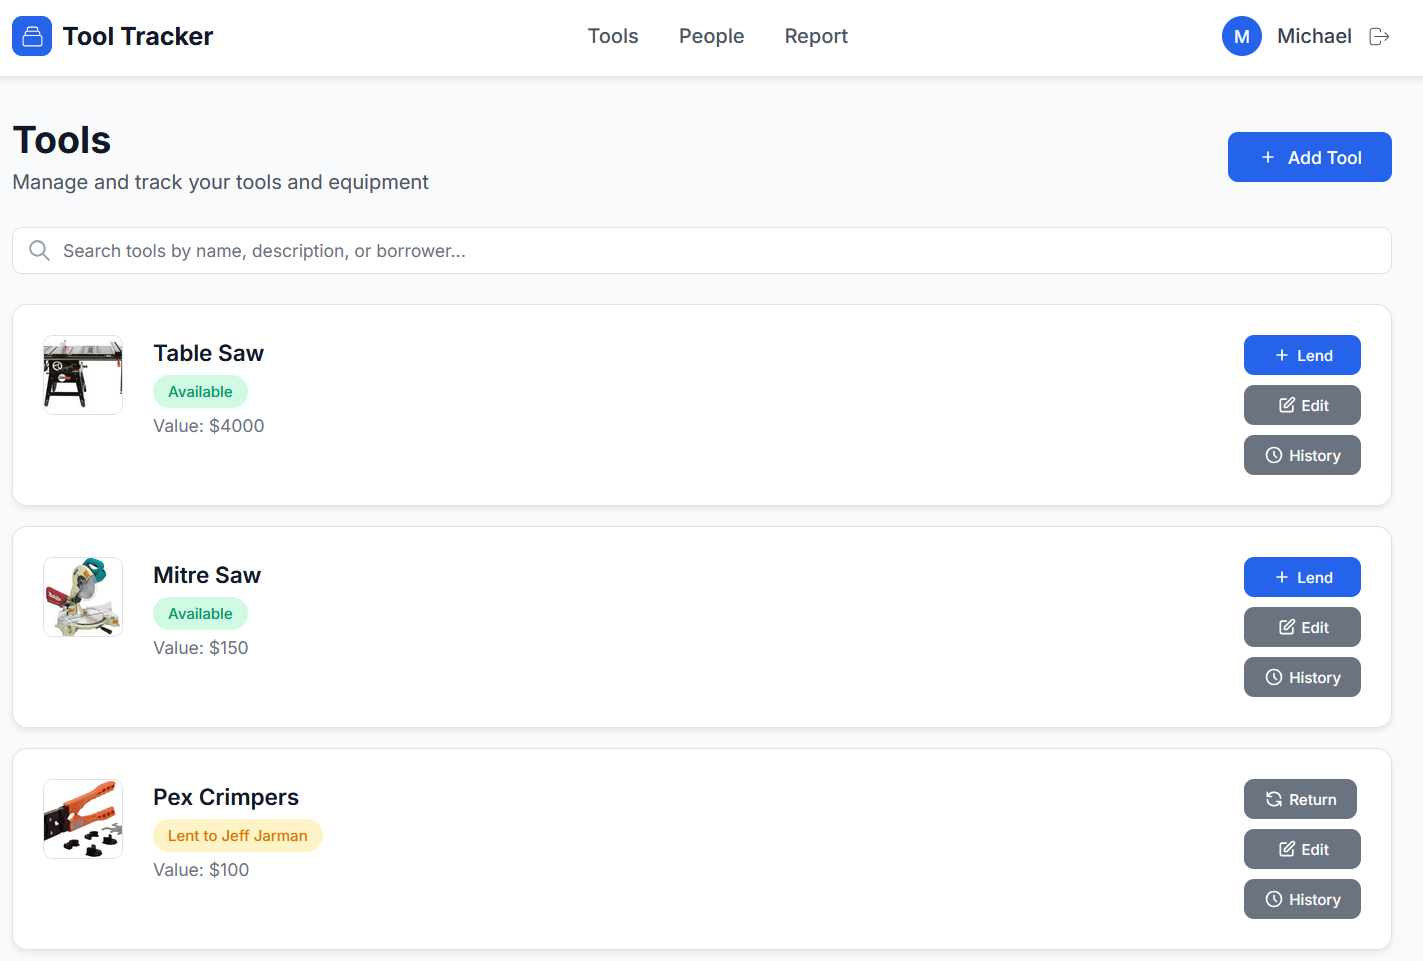 Tool Tracker
Tools
People
Report
M
Michael
Tools
Manage and track your tools and equipment
+ Add Tool
Search tools by name, description, or borrower...
Table Saw
Available
Value: $4000
+ Lend
Edit
History
Mitre Saw
Available
Value: $150
+ Lend
Edit
History
Pex Crimpers
Lent to Jeff Jarman
Value: $100
Return
Edit
History